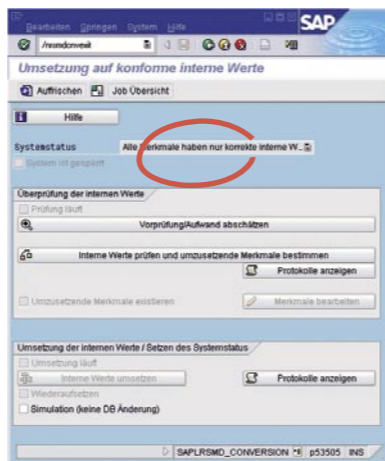 Bearbeiten Springen System Hilfe
SAP
/nrsmdconvexit
Umsetzung auf konforme interne Werte
Auffrischen Job Übersicht
Hilfe
Systemstatus Alle Merkmale haben nur korrekte interne W..
System ist gesperrt
Überprüfung der internen Werte
Prüfung läuft
Vorprüfung/Aufwand abschätzen
Interne Werte prüfen und umzusetzende Merkmale bestimmen
Protokolle anzeigen
Umzusetzende Merkmale existieren Merkmale bearbeiten
Umsetzung der internen Werte / Setzen des Systemstatus
Umsetzung läuft
Interne Werte umsetzen Protokolle anzeigen
Wiederaufsetzen
Simulation (keine DB Änderung)
SAPLRSMD_CONVERSION p53505 INS